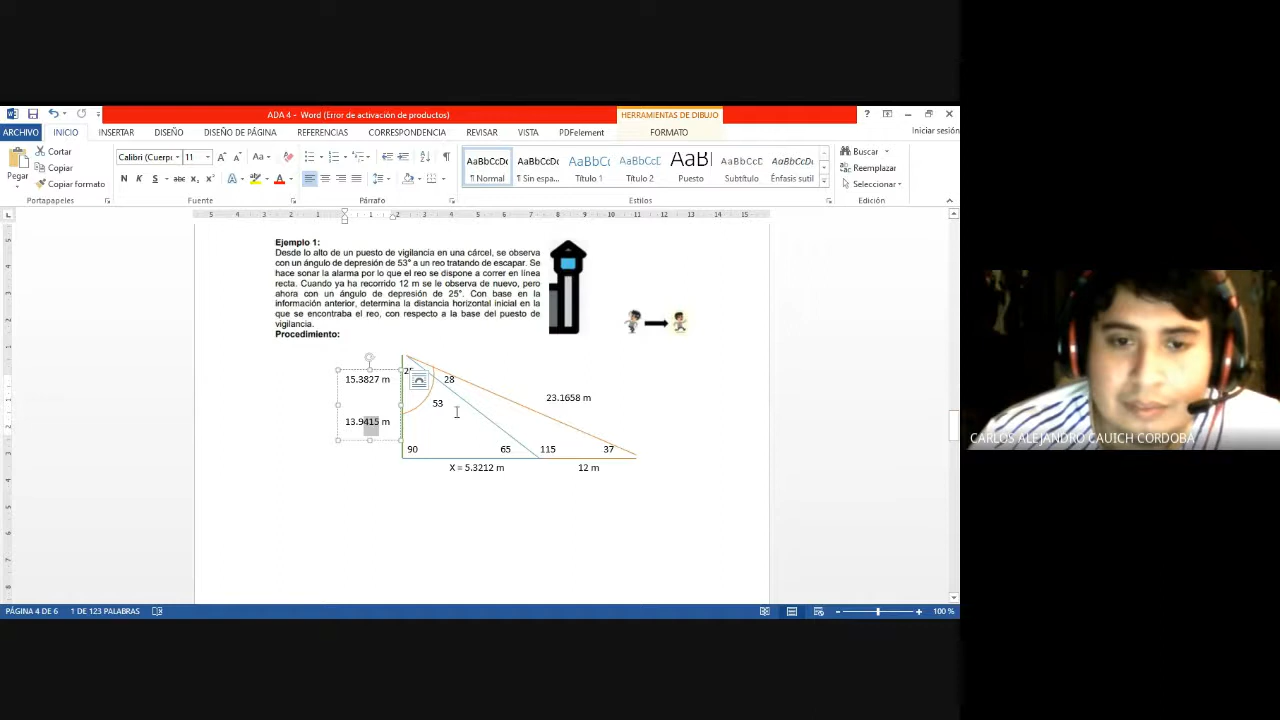 ADA 4 - Word (Error de activación de productos)
HERRAMIENTAS DE DIBUJO
ARCHIVO INICIO INSERTAR DISEÑO DISEÑO DE PÁGINA REFERENCIAS CORRESPONDENCIA REVISAR VISTA PDFelement FORMATO Iniciar sesión
Pegar
Cortar
Copiar
Copiar formato
Portapapeles
Calibri (Cuerp 11
N K S abc
Fuente
Párrafo
AaBbCcDc AaBbCcDc AaBbCc AaBbCcD AaBl AaBbCcD AaBbCcDc
¶ Normal ¶ Sin espa... Título 1 Título 2 Puesto Subtítulo Énfasis sutil
Estilos
Buscar
Reemplazar
Seleccionar
Edición
Ejemplo 1:
Desde lo alto de un puesto de vigilancia en una cárcel, se observa
con un ángulo de depresión de 53° a un reo tratando de escapar. Se
hace sonar la alarma por lo que el reo se dispone a correr en línea
recta. Cuando ya ha recorrido 12 m se le observa de nuevo, pero
ahora con un ángulo de depresión de 25°. Con base en la
información anterior, determina la distancia horizontal inicial en la
que se encontraba el reo, con respecto a la base del puesto de
vigilancia.
Procedimiento:
15.3827 m
28
53
23.1658 m
13.9415 m
90
65
115
37
X = 5.3212 m
12 m
PÁGINA 4 DE 6 1 DE 123 PALABRAS
100 %
CARLOS ALEJANDRO CAUICH CORDOBA